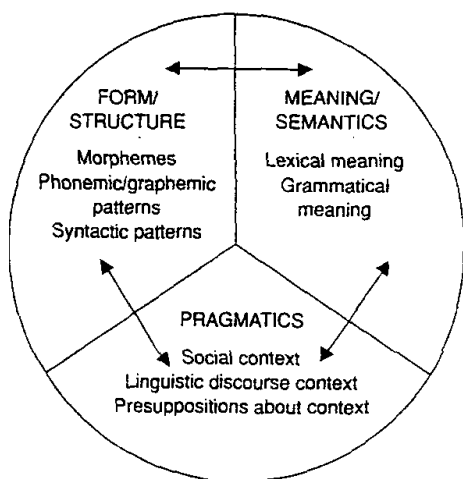 FORM/
STRUCTURE
Morphemes
Phonemic/graphemic
patterns
Syntactic patterns
MEANING/
SEMANTICS
Lexical meaning
Grammatical
meaning
PRAGMATICS
Social context
Linguistic discourse context
Presuppositions about context